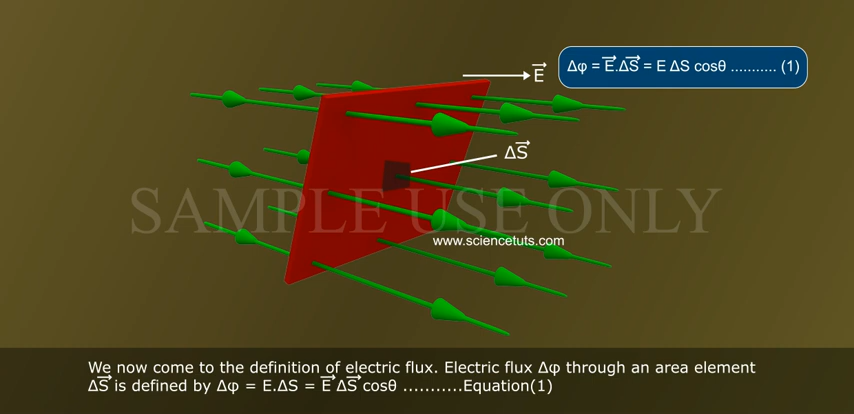 E⃗
Δφ = E⃗.ΔS⃗ = E ΔS cosθ ........... (1)
ΔS⃗
SAMPLE USE ONLY
www.sciencetuts.com
We now come to the definition of electric flux. Electric flux Δφ through an area element
ΔS⃗ is defined by Δφ = E.ΔS = E⃗ ΔS⃗ cosθ ...........Equation(1)